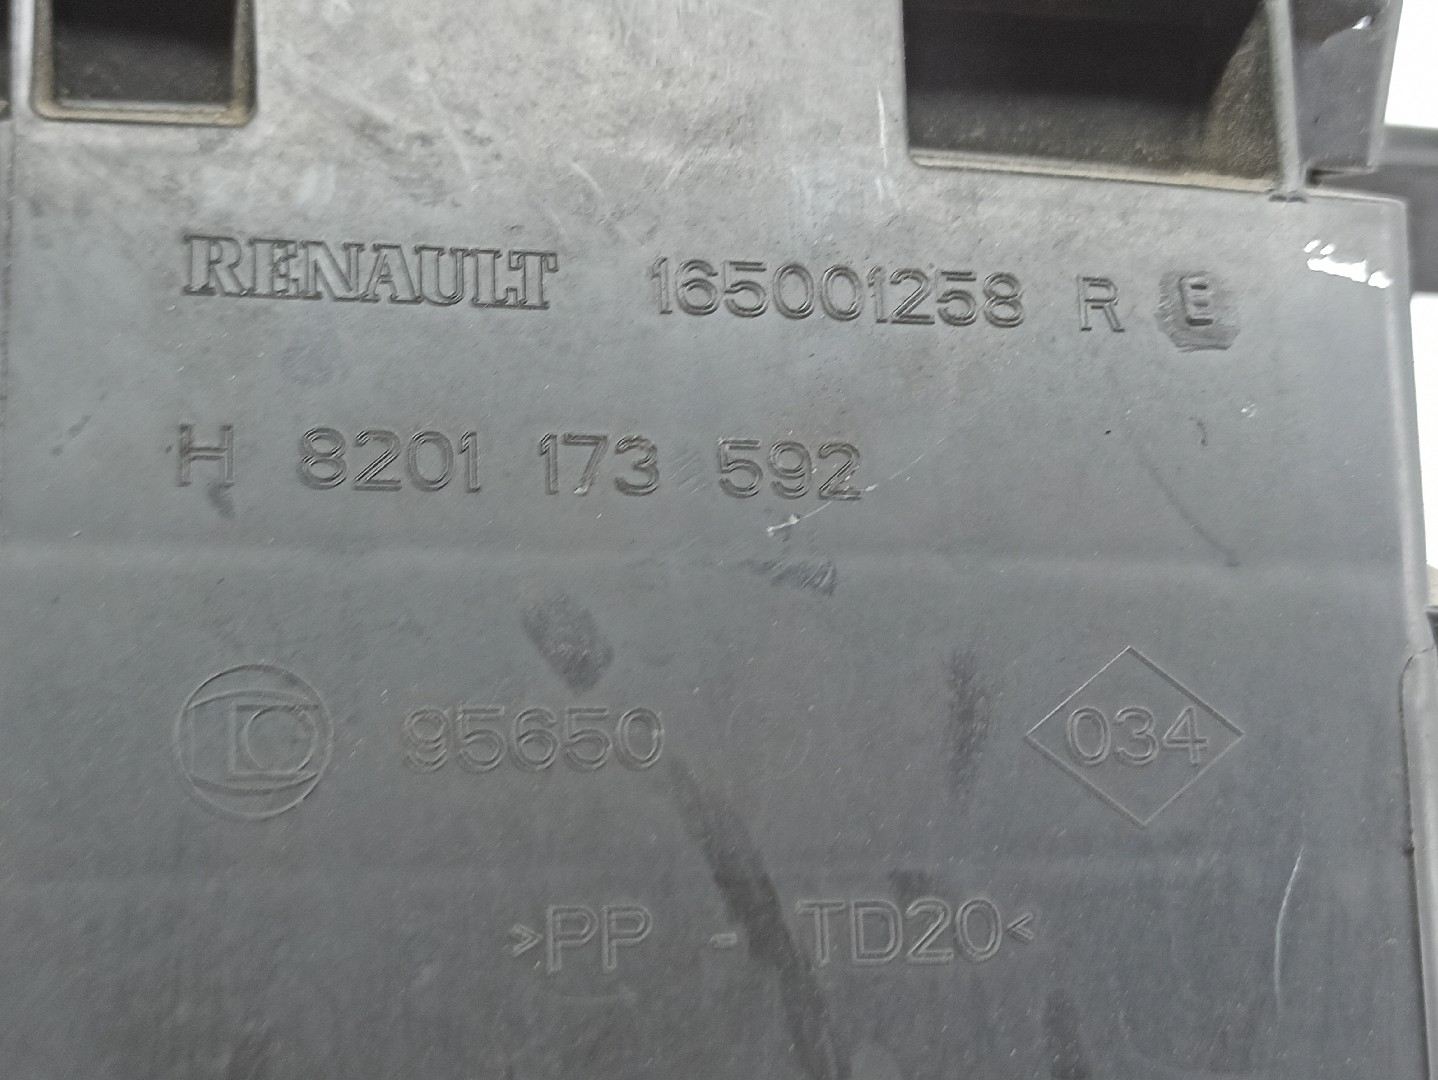 RENAULT 165001258 R E
H 8201 173 592
95650 034
>PP - TD20<